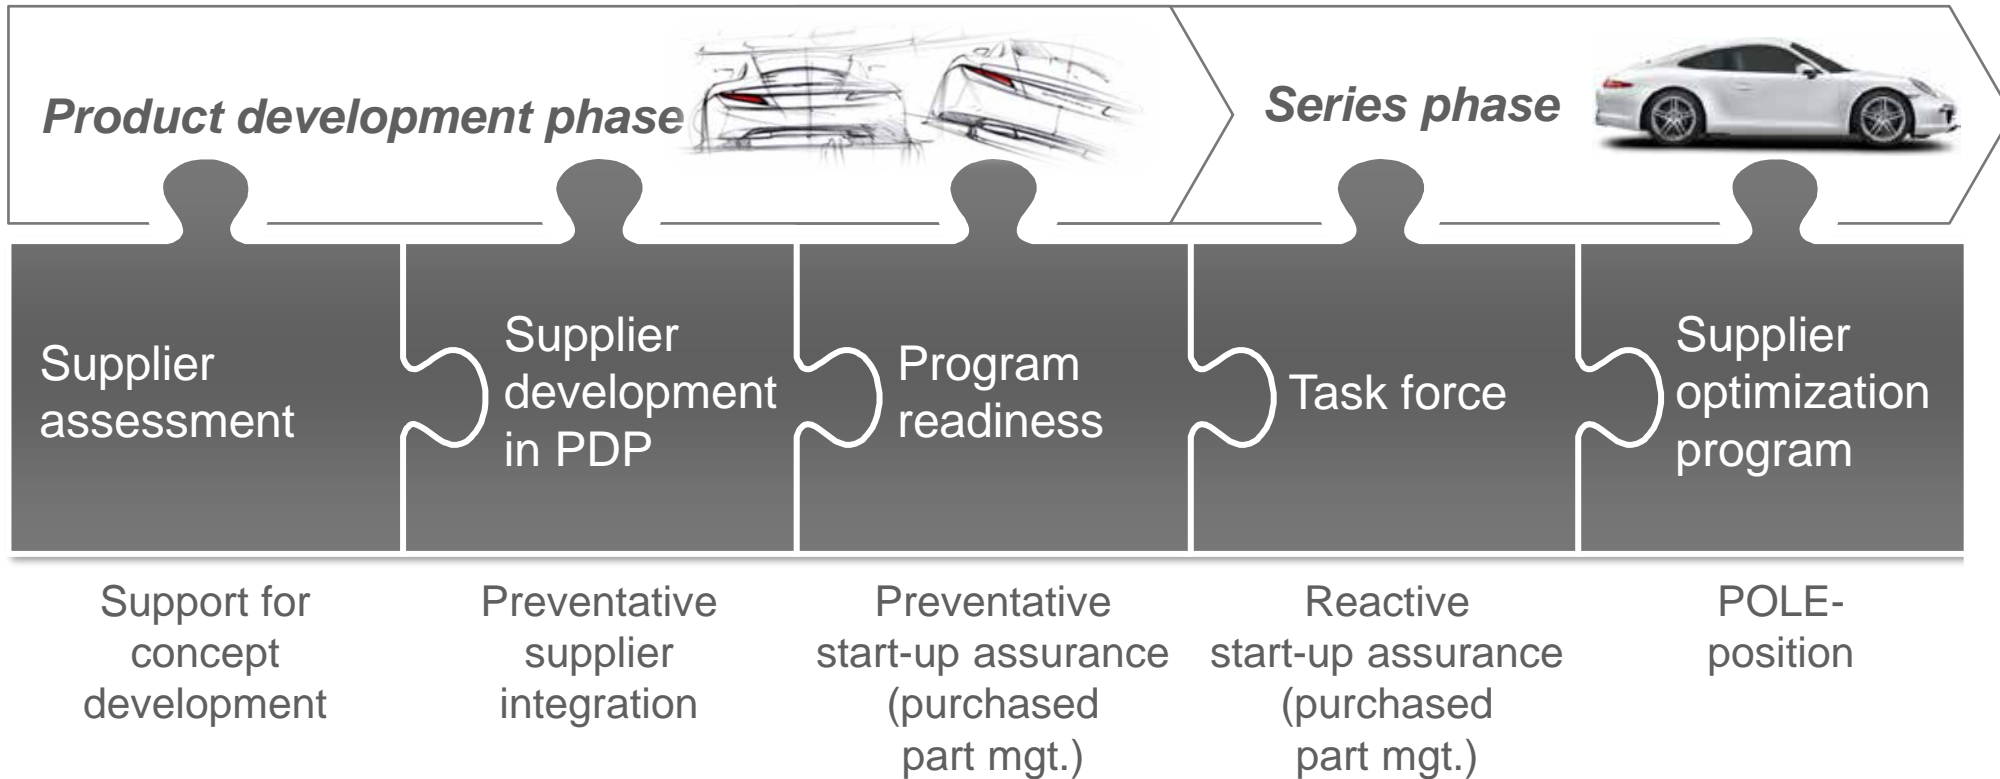 Product development phase
Series phase
Supplier
assessment
Supplier
development
in PDP
Program
readiness
Task force
Supplier
optimization
program
Support for
concept
development
Preventative
supplier
integration
Preventative
start-up assurance
(purchased
part mgt.)
Reactive
start-up assurance
(purchased
part mgt.)
POLE-
position